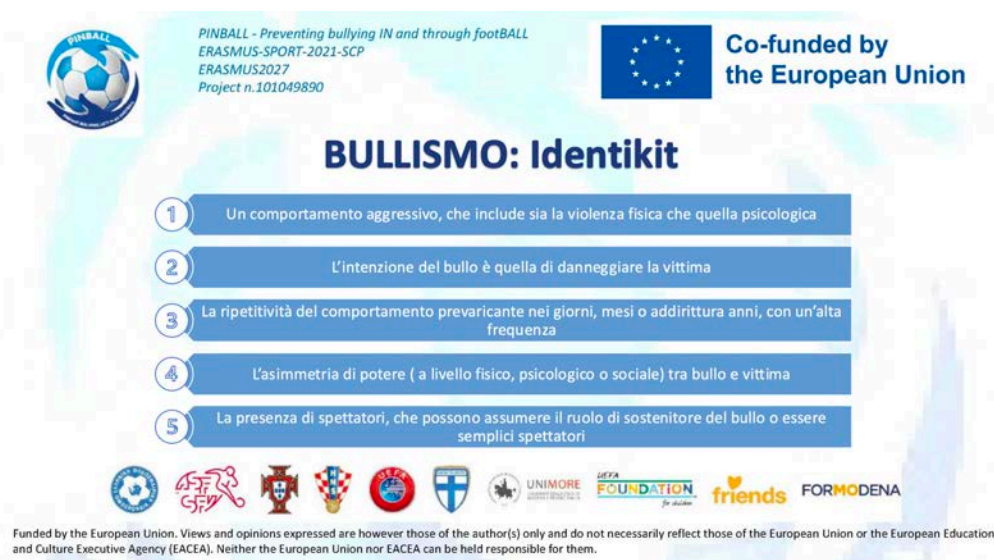 PINBALL
PINBALL - Preventing bullying IN and through footBALL
ERASMUS-SPORT-2021-SCP
ERASMUS2027
Project n.101049890
Co-funded by
the European Union
BULLISMO: Identikit
1
Un comportamento aggressivo, che include sia la violenza fisica che quella psicologica
2
L'intenzione del bullo è quella di danneggiare la vittima
3
La ripetitività del comportamento prevaricante nei giorni, mesi o addirittura anni, con un'alta
frequenza
4
L'asimmetria di potere ( a livello fisico, psicologico o sociale) tra bullo e vittima
5
La presenza di spettatori, che possono assumere il ruolo di sostenitore del bullo o essere
semplici spettatori
ASF
SFV
UEFA
UNIMORE
UEFA
FOUNDATION
for children
friends
FORMODENA
Funded by the European Union. Views and opinions expressed are however those of the author(s) only and do not necessarily reflect those of the European Union or the European Education
and Culture Executive Agency (EACEA). Neither the European Union nor EACEA can be held responsible for them.